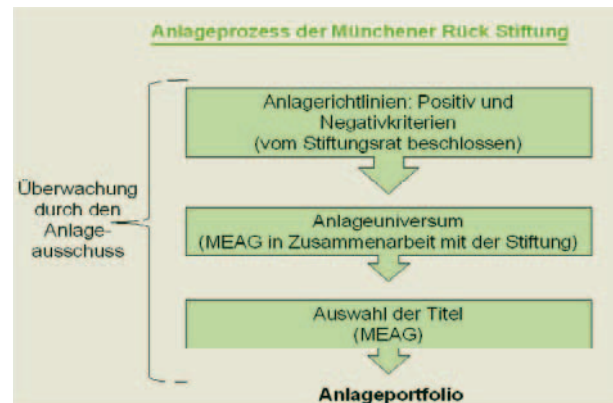 Anlageprozess der Münchener Rück Stiftung
Anlagerichtlinien: Positiv und
Negativkriterien
(vom Stiftungsrat beschlossen)
Überwachung
durch den
Anlage-
ausschuss
Anlageuniversum
(MEAG in Zusammenarbeit mit der Stiftung)
Auswahl der Titel
(MEAG)
Anlageportfolio